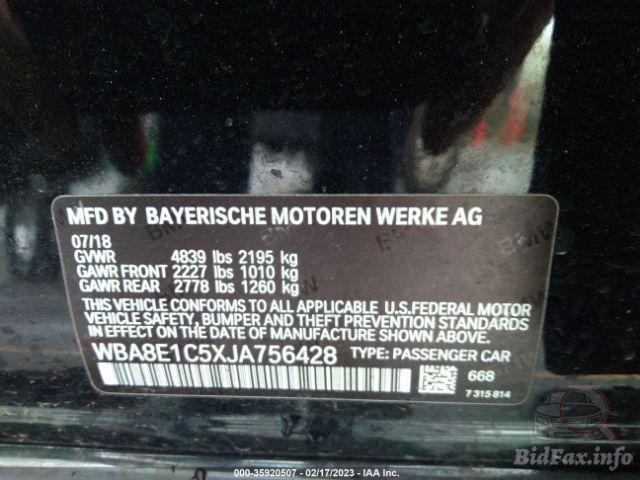 MFD BY BAYERISCHE MOTOREN WERKE AG
07/18
GVWR 4839 lbs 2195 kg
GAWR FRONT 2227 lbs 1010 kg
GAWR REAR 2778 lbs 1260 kg
THIS VEHICLE CONFORMS TO ALL APPLICABLE U.S.FEDERAL MOTOR
VEHICLE SAFETY, BUMPER AND THEFT PREVENTION STANDARDS
IN EFFECT ON THE DATE OF MANUFACTURE SHOWN ABOVE.
WBA8E1C5XJA756428 TYPE: PASSENGER CAR
668
7 315 814
BidFax.info
000-35920507 - 02/17/2023 - IAA Inc.